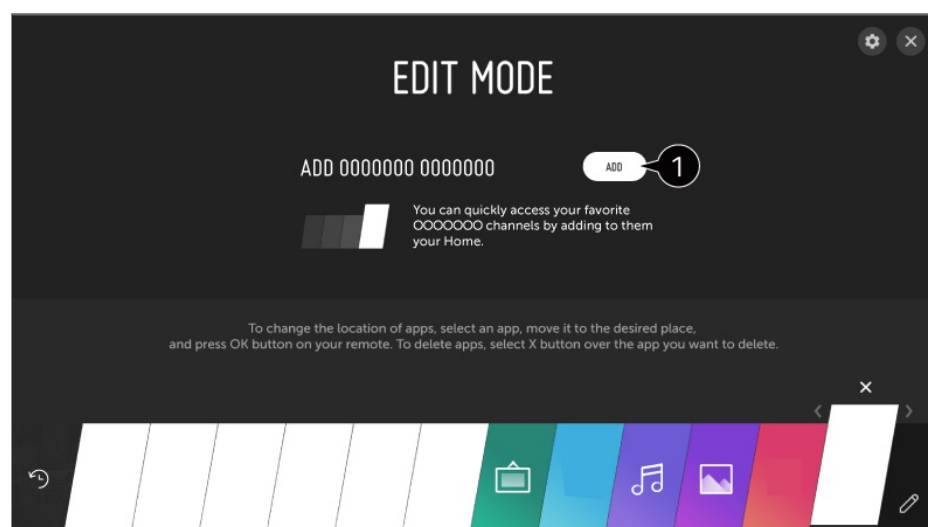 EDIT MODE
ADD OOOOOOO OOOOOOO
ADD
1
You can quickly access your favorite
OOOOOOO channels by adding to them
your Home.
To change the location of apps, select an app, move it to the desired place,
and press OK button on your remote. To delete apps, select X button over the app you want to delete.